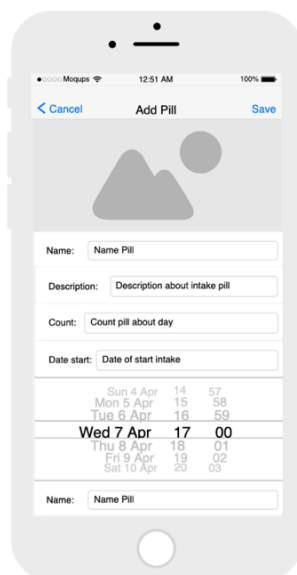 Moqups 12:51 AM 100%
Cancel Add Pill Save
Name: Name Pill
Description: Description about intake pill
Count: Count pill about day
Date start: Date of start intake
Sun 4 Apr 14 57
Mon 5 Apr 15 58
Tue 6 Apr 16 59
Wed 7 Apr 17 00
Thu 8 Apr 18 01
Fri 9 Apr 19 02
Sat 10 Apr 20 03
Name: Name Pill